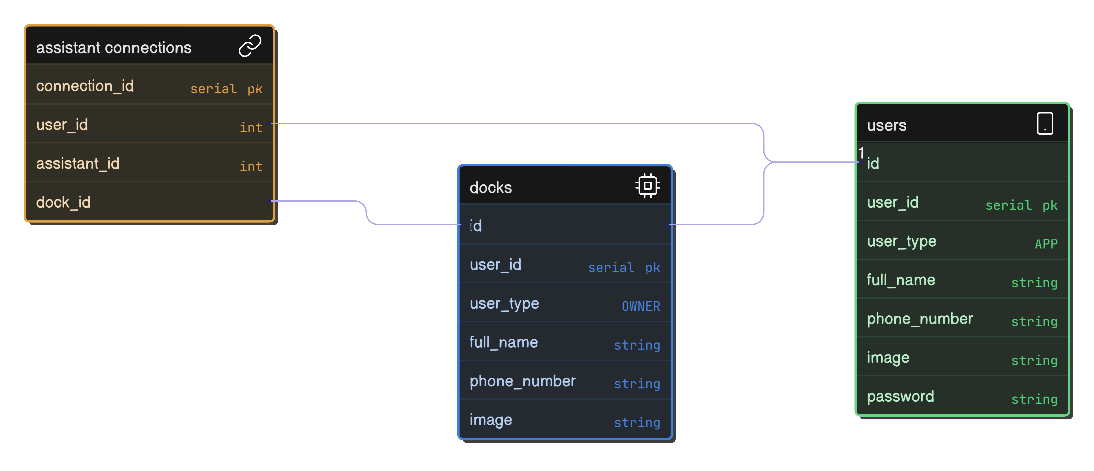 assistant connections
connection_id serial pk
user_id int
assistant_id int
dock_id
docks
id
user_id serial pk
user_type OWNER
full_name string
phone_number string
image string
users
1
id
user_id serial pk
user_type APP
full_name string
phone_number string
image string
password string